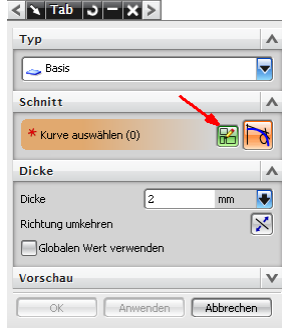 Tab
Typ
Basis
Schnitt
* Kurve auswählen (0)
Dicke
Dicke 2 mm
Richtung umkehren
Globalen Wert verwenden
Vorschau
OK Anwenden Abbrechen